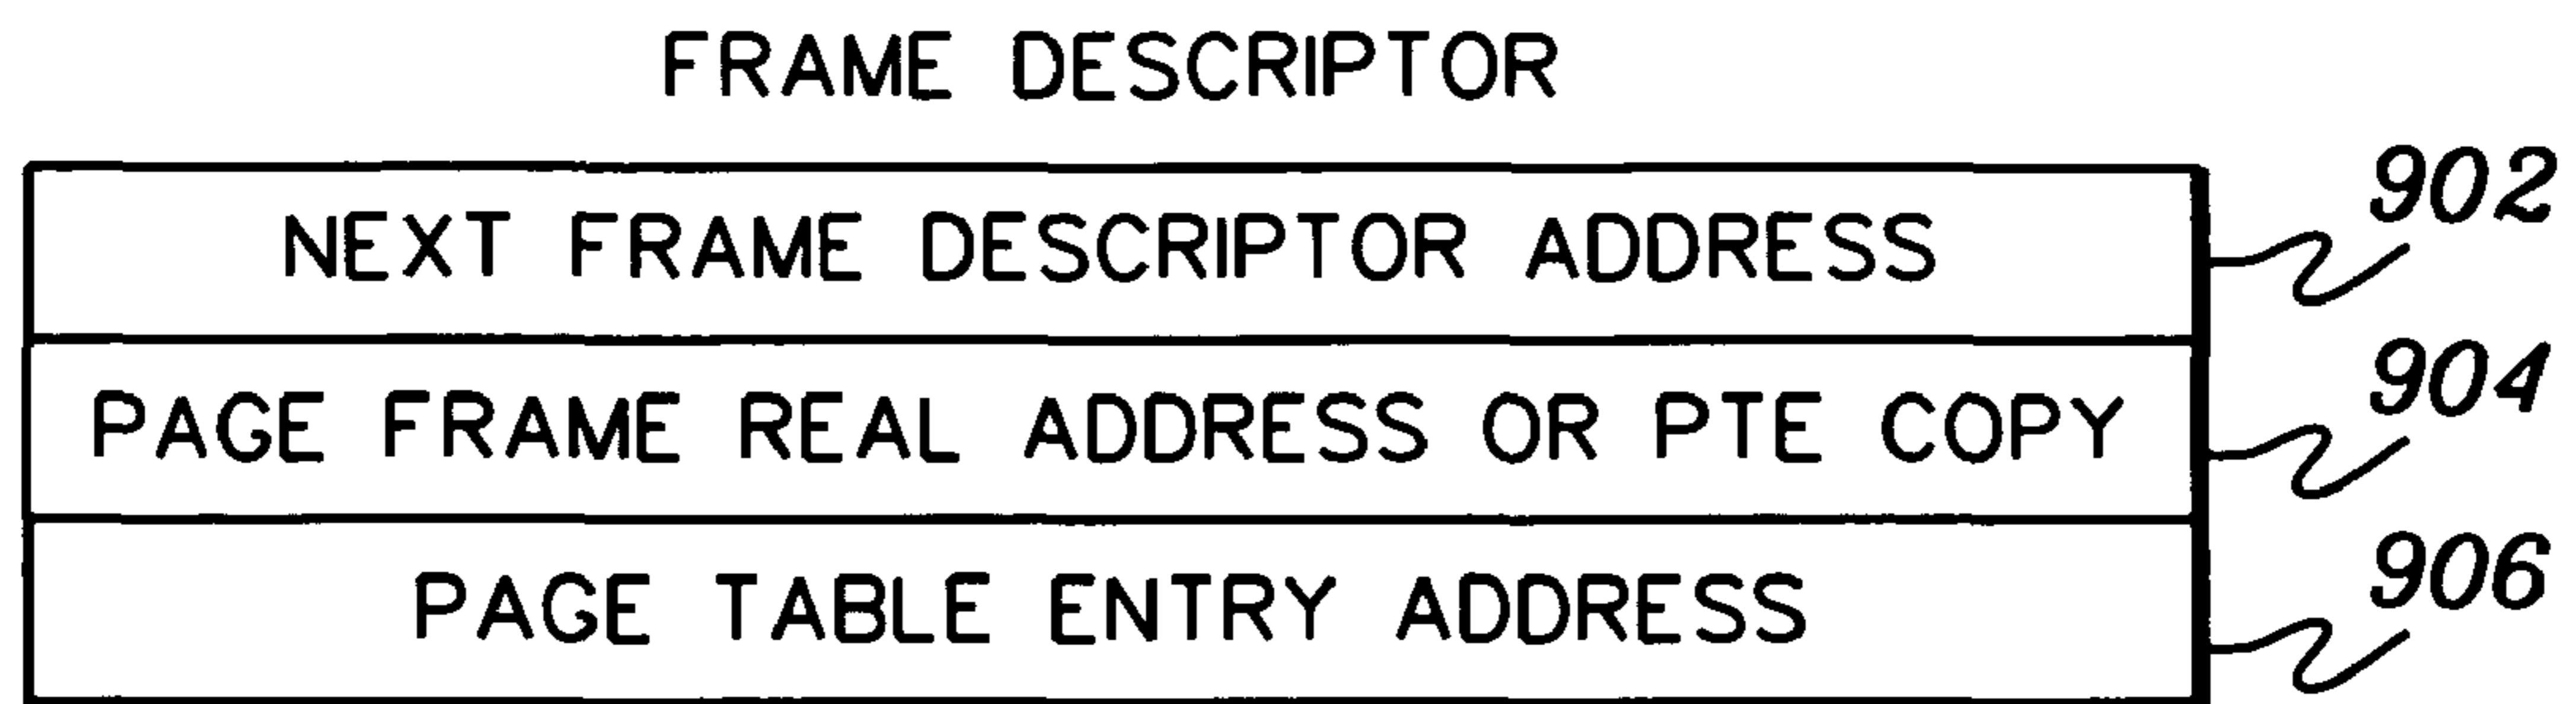 FRAME DESCRIPTOR
NEXT FRAME DESCRIPTOR ADDRESS 902
PAGE FRAME REAL ADDRESS OR PTE COPY 904
PAGE TABLE ENTRY ADDRESS 906